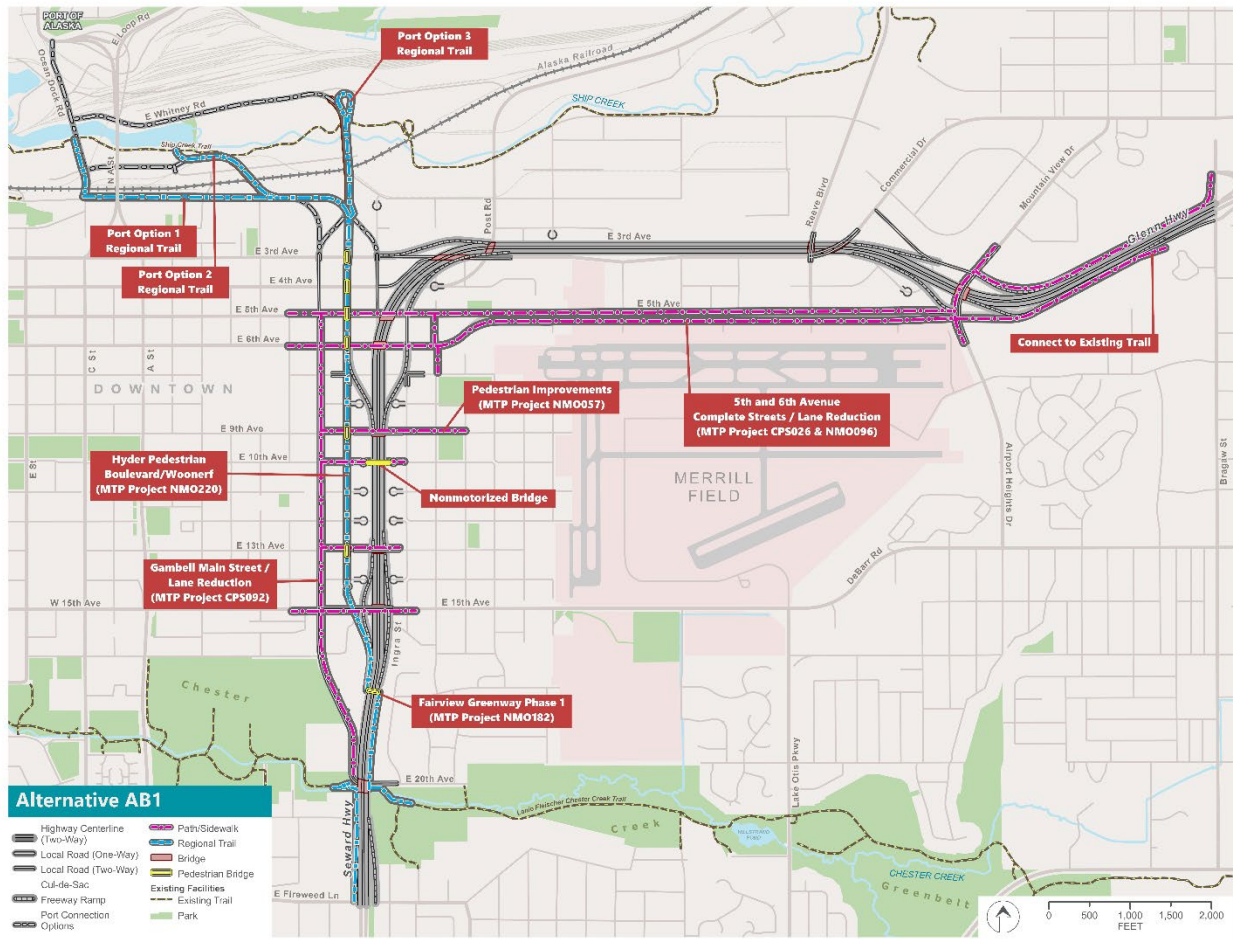 PORT OF
ALASKA
E Loop Rd
Ocean Dock Rd
Port Option 3
Regional Trail
Alaska Railroad
E Whitney Rd
SHIP CREEK
Ship Creek Trail
N A St
Port Option 1
Regional Trail
Port Option 2
Regional Trail
Post Rd
Reeve Blvd
Commercial Dr
Mountain View Dr
Glenn Hwy
E 3rd Ave
E 3rd Ave
E 4th Ave
E 5th Ave
E 5th Ave
E 6th Ave
Connect to Existing Trail
C St
A St
DOWNTOWN
Pedestrian Improvements
(MTP Project NMO057)
5th and 6th Avenue
Complete Streets / Lane Reduction
(MTP Project CPS026 & NMO096)
E 9th Ave
E 10th Ave
E St
Hyder Pedestrian
Boulevard/Woonerf
(MTP Project NMO220)
Nonmotorized Bridge
MERRILL
FIELD
Airport Heights Dr
Bragaw St
E 13th Ave
DeBarr Rd
Gambell Main Street /
Lane Reduction
(MTP Project CPS092)
W 15th Ave
E 15th Ave
Ingra St
Chester
Fairview Greenway Phase 1
(MTP Project NMO182)
E 20th Ave
Lake Otis Pkwy
Lanie Fleischer Chester Creek Trail
Creek
HILLSTRAND
POND
CHESTER CREEK
Greenbelt
Seward Hwy
E Fireweed Ln
Alternative AB1
Highway Centerline
(Two-Way)
Local Road (One-Way)
Local Road (Two-Way)
Cul-de-Sac
Freeway Ramp
Port Connection
Options
Path/Sidewalk
Regional Trail
Bridge
Pedestrian Bridge
Existing Facilities
Existing Trail
Park
0 500 1,000 1,500 2,000
FEET